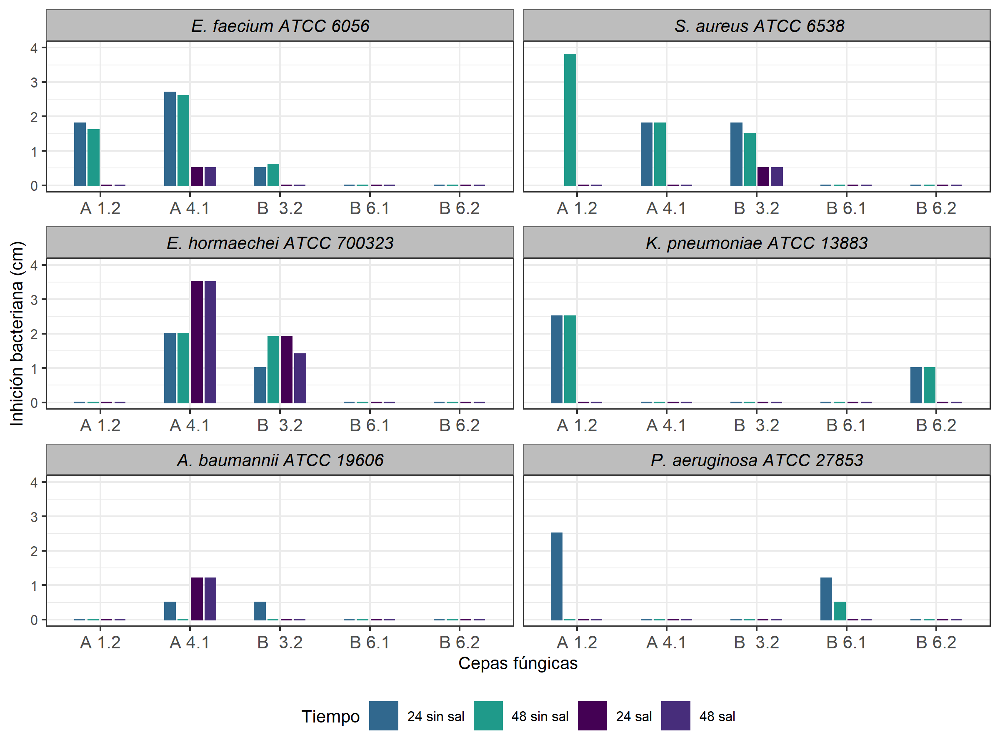 E. faecium ATCC 6056
S. aureus ATCC 6538
4
3
2
1
0
A 1.2 A 4.1 B 3.2 B 6.1 B 6.2
A 1.2 A 4.1 B 3.2 B 6.1 B 6.2
Inhición bacteriana (cm)
E. hormaechei ATCC 700323
K. pneumoniae ATCC 13883
4
3
2
1
0
A 1.2 A 4.1 B 3.2 B 6.1 B 6.2
A 1.2 A 4.1 B 3.2 B 6.1 B 6.2
A. baumannii ATCC 19606
P. aeruginosa ATCC 27853
4
3
2
1
0
A 1.2 A 4.1 B 3.2 B 6.1 B 6.2
A 1.2 A 4.1 B 3.2 B 6.1 B 6.2
Cepas fúngicas
Tiempo 24 sin sal 48 sin sal 24 sal 48 sal